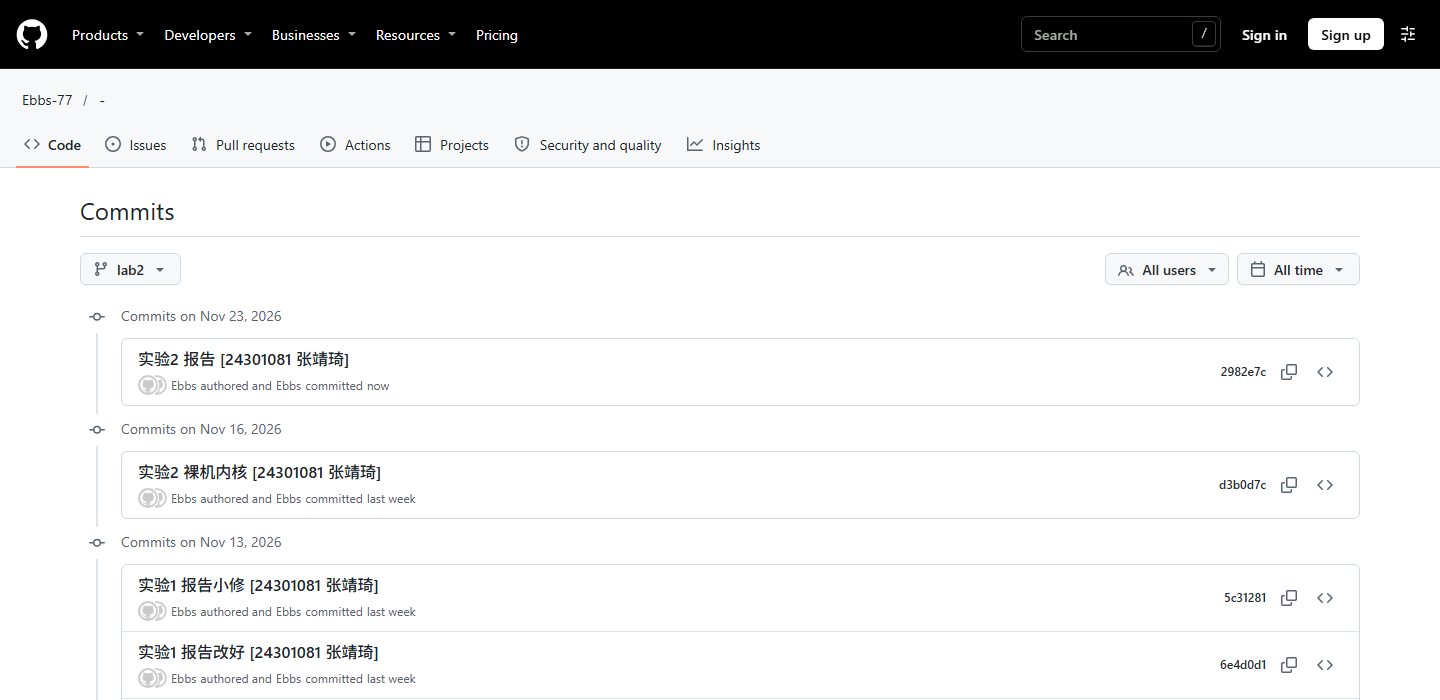 Products Developers Businesses Resources Pricing Search / Sign in Sign up
Ebbs-77 / -
Code Issues Pull requests Actions Projects Security and quality Insights
Commits
lab2 All users All time
Commits on Nov 23, 2026
实验2 报告 [24301081 张靖琦]
Ebbs authored and Ebbs committed now
2982e7c
Commits on Nov 16, 2026
实验2 裸机内核 [24301081 张靖琦]
Ebbs authored and Ebbs committed last week
d3b0d7c
Commits on Nov 13, 2026
实验1 报告小修 [24301081 张靖琦]
Ebbs authored and Ebbs committed last week
5c31281
实验1 报告改好 [24301081 张靖琦]
Ebbs authored and Ebbs committed last week
6e4d0d1